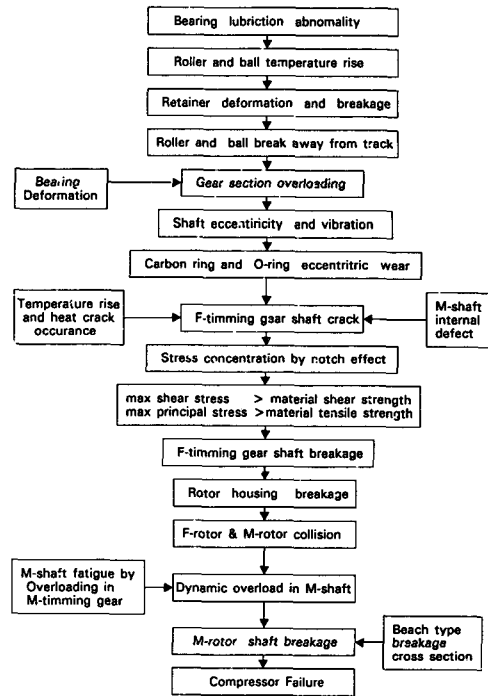 Bearing lubriction abnomality
Roller and ball temperature rise
Retainer deformation and breakage
Roller and ball break away from track
Bearing
Deformation
Gear section overloading
Shaft eccentiricity and vibration
Carbon ring and O-ring eccentritric wear
Temperature rise
and heat crack
occurance
F-timming gear shaft crack
M-shaft
internal
defect
Stress concentration by notch effect
max shear stress > material shear strength
max principal stress > material tensile strength
F-timming gear shaft breakage
Rotor housing breakage
F-rotor & M-rotor collision
M-shaft fatigue by
Overloading in
M-timming gear
Dynamic overload in M-shaft
M-rotor shaft breakage
Beach type
breakage
cross section
Compressor Failure